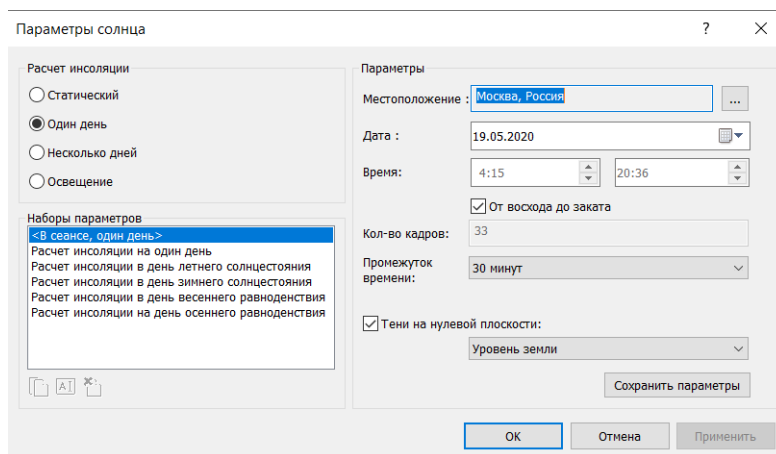 Параметры солнца
?
Расчет инсоляции
Статический
Один день
Несколько дней
Освещение
Наборы параметров
<В сеансе, один день>
Расчет инсоляции на один день
Расчет инсоляции в день летнего солнцестояния
Расчет инсоляции в день зимнего солнцестояния
Расчет инсоляции в день весеннего равноденствия
Расчет инсоляции на день осеннего равноденствия
AI
Параметры
Местоположение : Москва, Россия ...
Дата : 19.05.2020
Время: 4:15 20:36
От восхода до заката
Кол-во кадров: 33
Промежуток
времени:
30 минут
Тени на нулевой плоскости:
Уровень земли
Сохранить параметры
ОК Отмена Применить